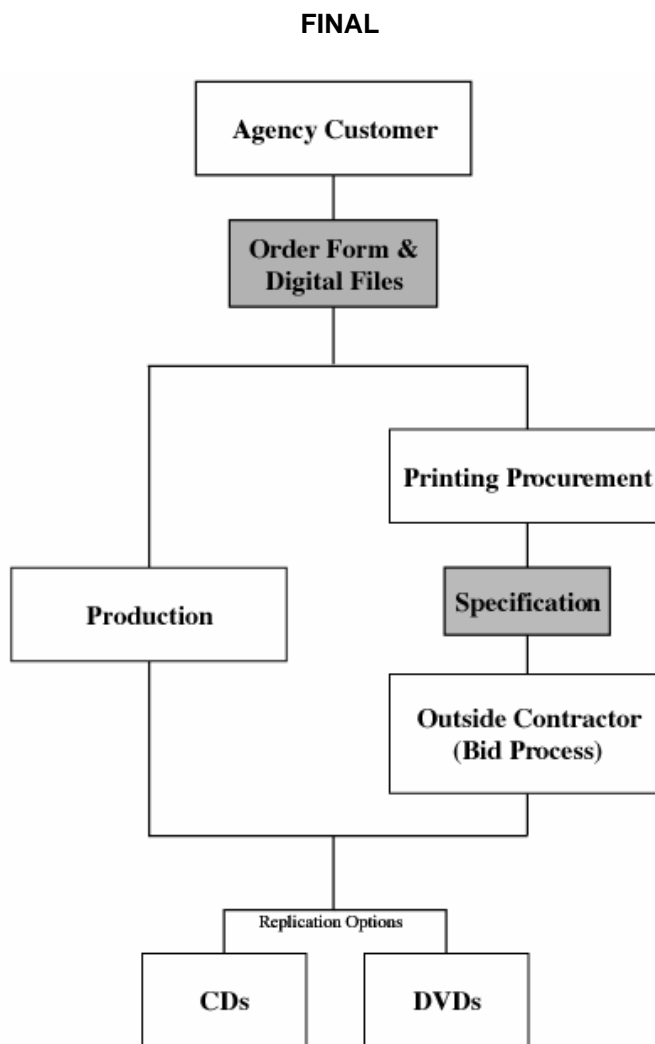 FINAL
Agency Customer
Order Form &
Digital Files
Printing Procurement
Production
Specification
Outside Contractor
(Bid Process)
Replication Options
CDs
DVDs